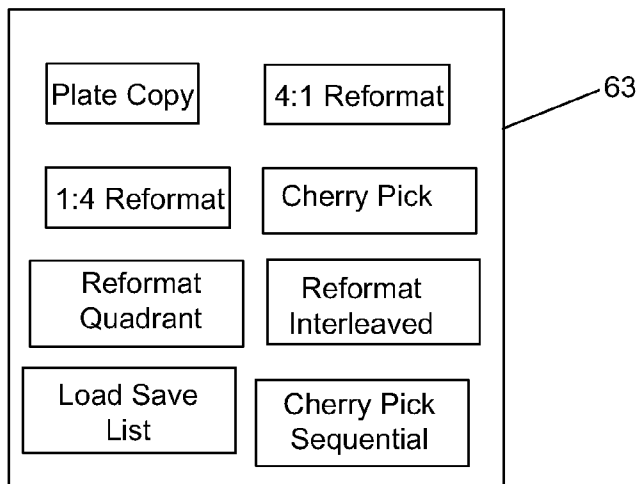 Plate Copy
4:1 Reformat
63
1:4 Reformat
Cherry Pick
Reformat
Quadrant
Reformat
Interleaved
Load Save
List
Cherry Pick
Sequential